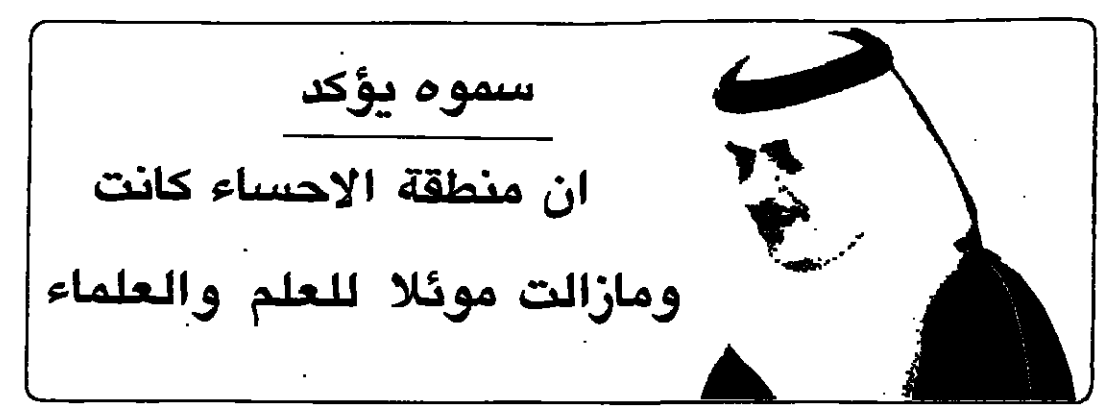 سموه يؤكد
ان منطقة الاحساء كانت
ومازالت موئلا للعلم والعلماء